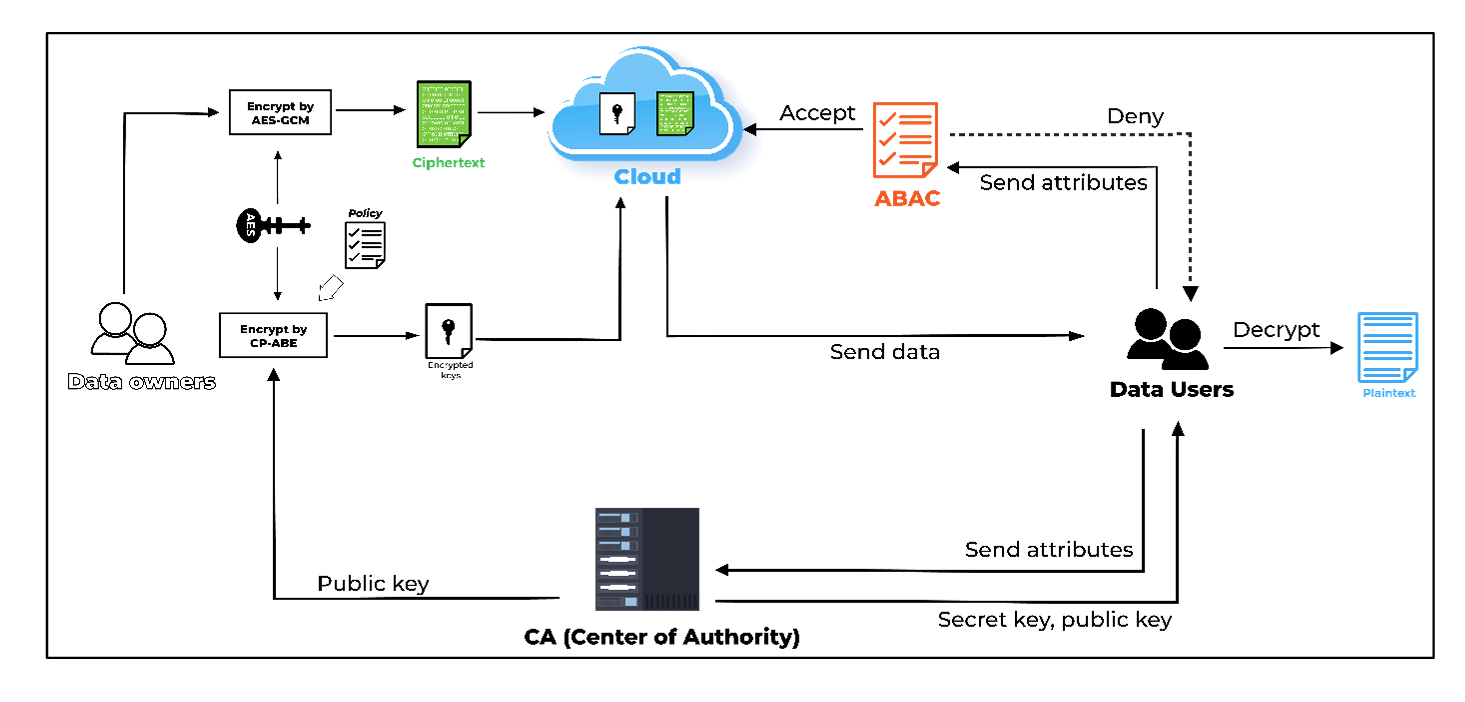 Encrypt by
AES-GCM
Ciphertext
Cloud
Accept
ABAC
Deny
Send attributes
AES
Policy
Encrypt by
CP-ABE
Encrypted
keys
Data owners
Send data
Data Users
Decrypt
Plaintext
Public key
CA (Center of Authority)
Send attributes
Secret key, public key